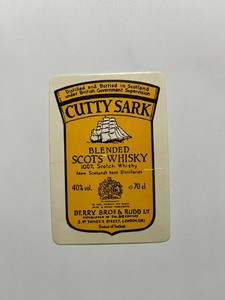 Distilled and Bottled in Scotland
under British Government Supervision
CUTTY SARK
BLENDED
SCOTS WHISKY
100% Scotch Whisky
from Scotland's best Distilleries
40% vol. e 70 cl
BERRY BROS & RUDD LTD
3, ST. JAMES'S STREET, LONDON
Product of Scotland